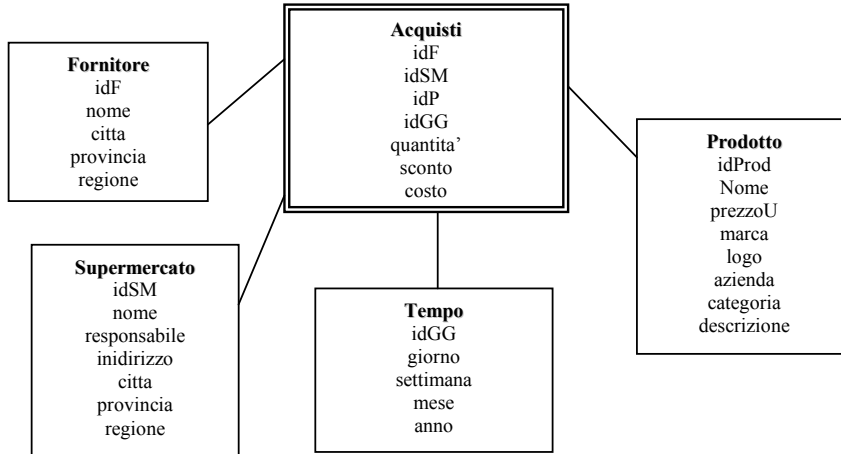 Fornitore
idF
nome
citta
provincia
regione
Acquisti
idF
idSM
idP
idGG
quantita’
sconto
costo
Prodotto
idProd
Nome
prezzoU
marca
logo
azienda
categoria
descrizione
Supermercato
idSM
nome
responsabile
inidirizzo
citta
provincia
regione
Tempo
idGG
giorno
settimana
mese
anno